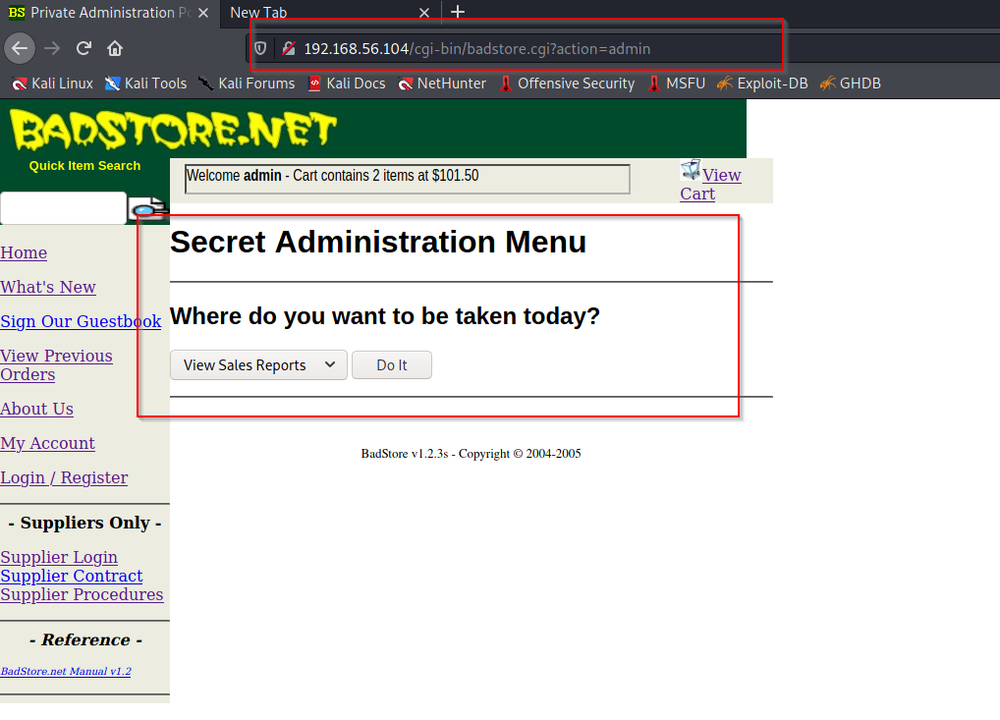 BS Private Administration Po
New Tab
192.168.56.104/cgi-bin/badstore.cgi?action=admin
Kali Linux Kali Tools Kali Forums Kali Docs NetHunter Offensive Security MSFU Exploit-DB GHDB
BADSTORE.NET
Quick Item Search
Welcome admin - Cart contains 2 items at $101.50
View
Cart
Secret Administration Menu
Where do you want to be taken today?
View Sales Reports Do It
Home
What's New
Sign Our Guestbook
View Previous
Orders
About Us
My Account
Login / Register
- Suppliers Only -
Supplier Login
Supplier Contract
Supplier Procedures
- Reference -
BadStore.net Manual v1.2
BadStore v1.2.3s - Copyright © 2004-2005